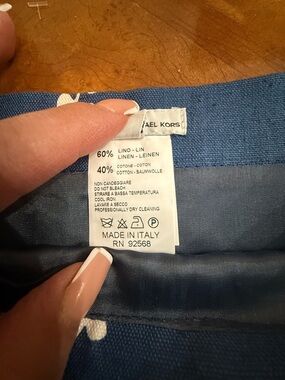 AEL KORS
60% LINO - LIN
LINEN - LEINEN
40% COTONE - COTON
COTTON - BAUMWOLLE
NON CANDEGGIARE
DO NOT BLEACH
STIRARE A BASSA TEMPERATURA
COOL IRON
LAVARE A SECCO
PROFESSIONALLY DRY CLEANING
P
MADE IN ITALY
RN 92568